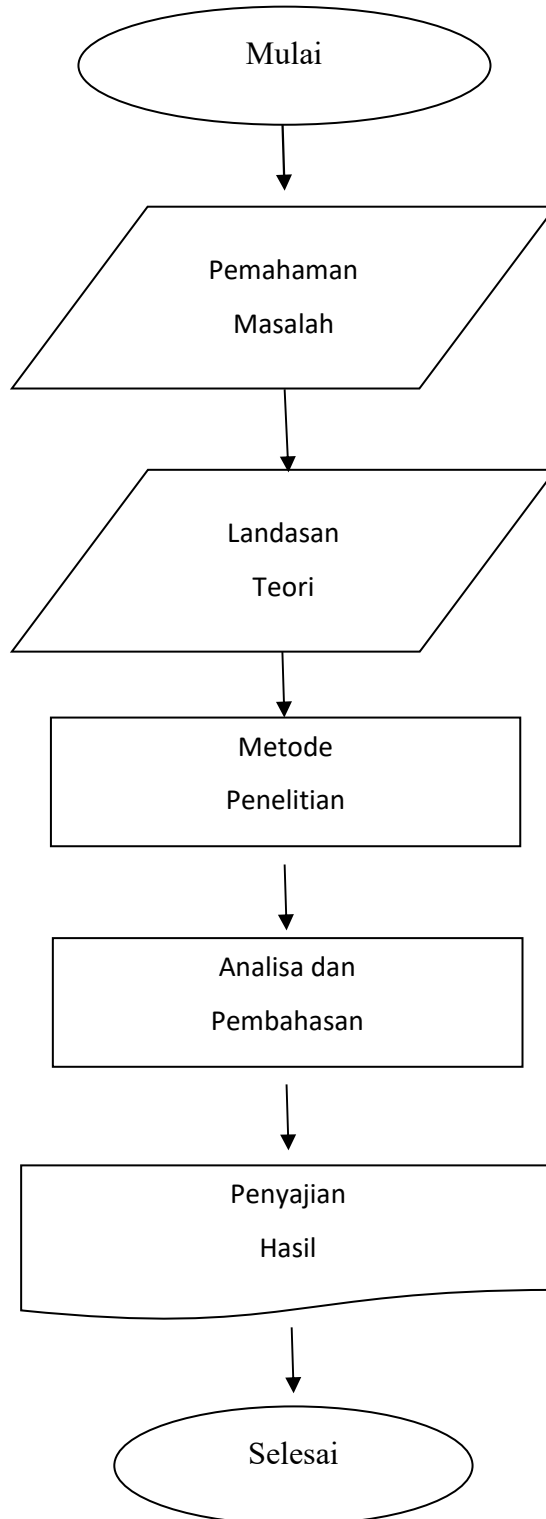 Mulai
Pemahaman
Masalah
Landasan
Teori
Metode
Penelitian
Analisa dan
Pembahasan
Penyajian
Hasil
Selesai